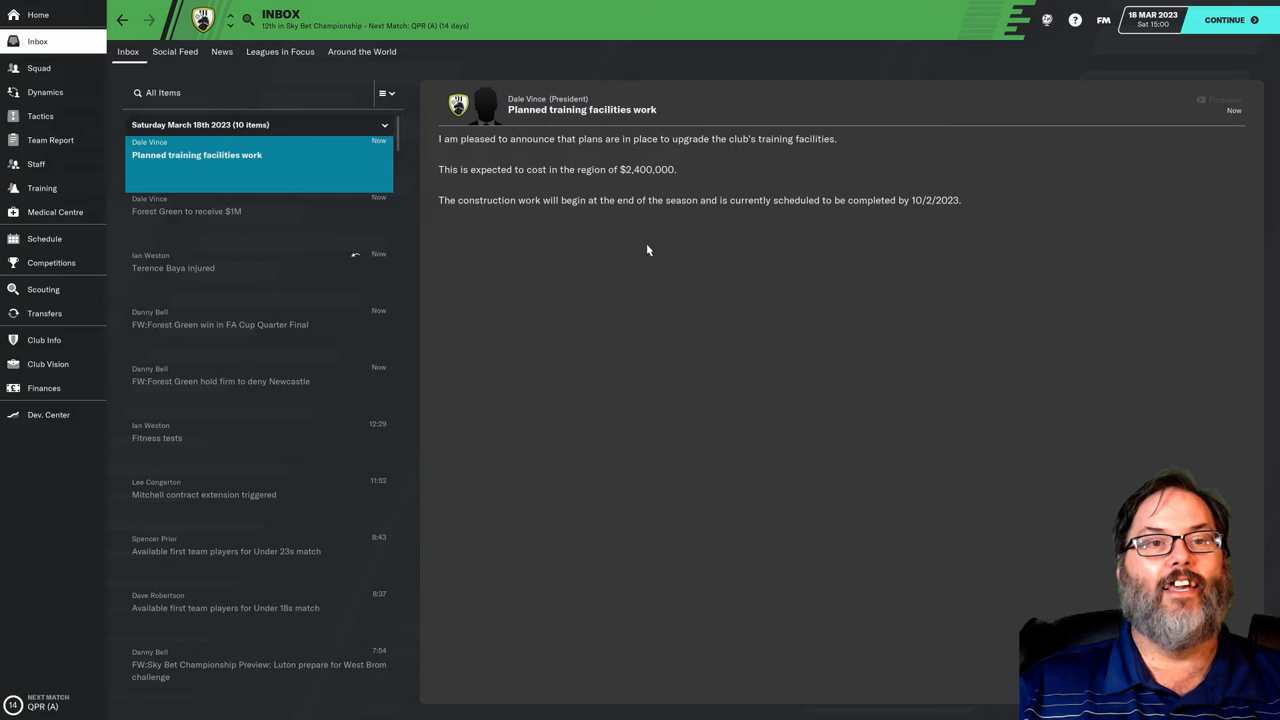 Home
INBOX
12th in Sky Bet Championship - Next Match: QPR (A) (14 days)
FM
18 MAR 2023
Sat 15:00
CONTINUE
Inbox
Squad
Dynamics
Tactics
Team Report
Staff
Training
Medical Centre
Schedule
Competitions
Scouting
Transfers
Club Info
Club Vision
Finances
Dev. Center
14
NEXT MATCH
QPR (A)
Inbox
Social Feed
News
Leagues in Focus
Around the World
All Items
Saturday March 18th 2023 (10 items)
Dale Vince Now
Planned training facilities work
Dale Vince Now
Forest Green to receive $1M
Ian Weston Now
Terence Baya injured
Danny Bell Now
FW:Forest Green win in FA Cup Quarter Final
Danny Bell Now
FW:Forest Green hold firm to deny Newcastle
Ian Weston 12:29
Fitness tests
Lee Congerton 11:52
Mitchell contract extension triggered
Spencer Prior 8:43
Available first team players for Under 23s match
Dave Robertson 8:37
Available first team players for Under 18s match
Danny Bell 7:54
FW:Sky Bet Championship Preview: Luton prepare for West Brom
challenge
Dale Vince (President)
Planned training facilities work
Finances
Now
I am pleased to announce that plans are in place to upgrade the club's training facilities.
This is expected to cost in the region of $2,400,000.
The construction work will begin at the end of the season and is currently scheduled to be completed by 10/2/2023.